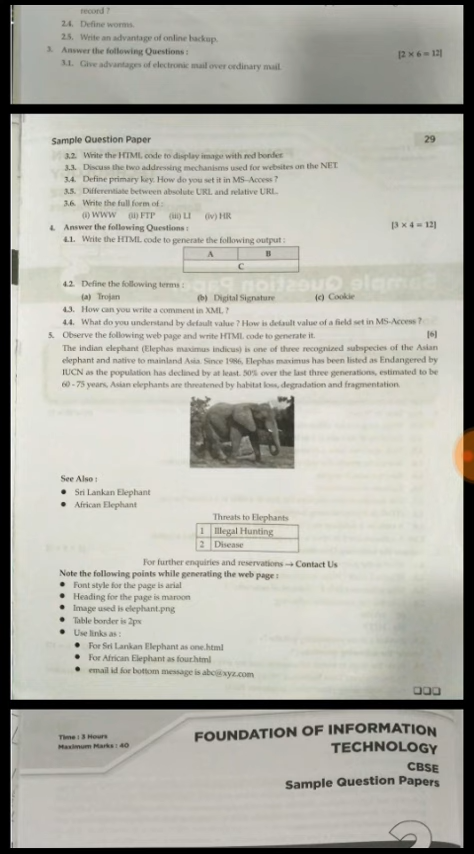 record ?
2.4. Define worms.
2.5. Write an advantage of online backup.
3. Answer the following Questions : [2 x 6 = 12]
3.1. Give advantages of electronic mail over ordinary mail.
Sample Question Paper 29
3.2. Write the HTML code to display image with red border.
3.3. Discuss the two addressing mechanisms used for websites on the NET.
3.4. Define primary key. How do you set it in MS-Access ?
3.5. Differentiate between absolute URL and relative URL.
3.6. Write the full form of :
(i) WWW (ii) FTP (iii) LI (iv) HR
4. Answer the following Questions : [3 × 4 = 12]
4.1. Write the HTML code to generate the following output :
A B
C
4.2. Define the following terms :
(a) Trojan (b) Digital Signature (c) Cookie
4.3. How can you write a comment in XML ?
4.4. What do you understand by default value ? How is default value of a field set in MS-Access ?
5. Observe the following web page and write HTML code to generate it. [6]
The indian elephant (Elephas maximus indicus) is one of three recognized subspecies of the Asian
elephant and native to mainland Asia. Since 1986, Elephas maximus has been listed as Endangered by
IUCN as the population has declined by at least. 50% over the last three generations, estimated to be
60 - 75 years, Asian elephants are threatened by habitat loss, degradation and fragmentation.
See Also :
• Sri Lankan Elephant
• African Elephant
Threats to Elephants
1 Illegal Hunting
2 Disease
For further enquiries and reservations → Contact Us
Note the following points while generating the web page :
• Font style for the page is arial
• Heading for the page is maroon
• Image used is elephant.png
• Table border is 2px
• Use links as :
• For Sri Lankan Elephant as one.html
• For African Elephant as four.html
• email id for bottom message is abc@xyz.com
Time : 3 Hours
Maximum Marks : 40
FOUNDATION OF INFORMATION
TECHNOLOGY
CBSE
Sample Question Papers